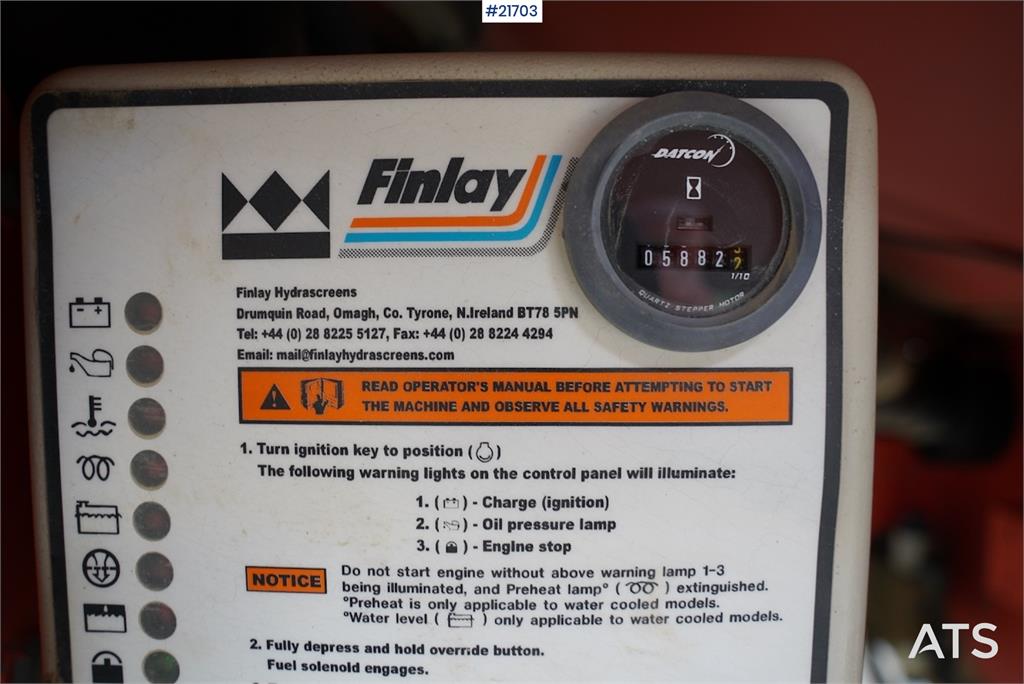 #21703
Finlay
DATCON
05882
1/10
QUARTZ STEPPER MOTOR
Finlay Hydrascreens
Drumquin Road, Omagh, Co. Tyrone, N.Ireland BT78 5PN
Tel: +44 (0) 28 8225 5127, Fax: +44 (0) 28 8224 4294
Email: mail@finlayhydrascreens.com
READ OPERATOR'S MANUAL BEFORE ATTEMPTING TO START
THE MACHINE AND OBSERVE ALL SAFETY WARNINGS.
1. Turn ignition key to position ( )
The following warning lights on the control panel will illuminate:
1. ( ) - Charge (ignition)
2. ( ) - Oil pressure lamp
3. ( ) - Engine stop
NOTICE
Do not start engine without above warning lamp 1-3
being illuminated, and Preheat lamp° ( ) extinguished.
°Preheat is only applicable to water cooled models.
°Water level ( ) only applicable to water cooled models.
2. Fully depress and hold override button.
Fuel solenoid engages.
ATS